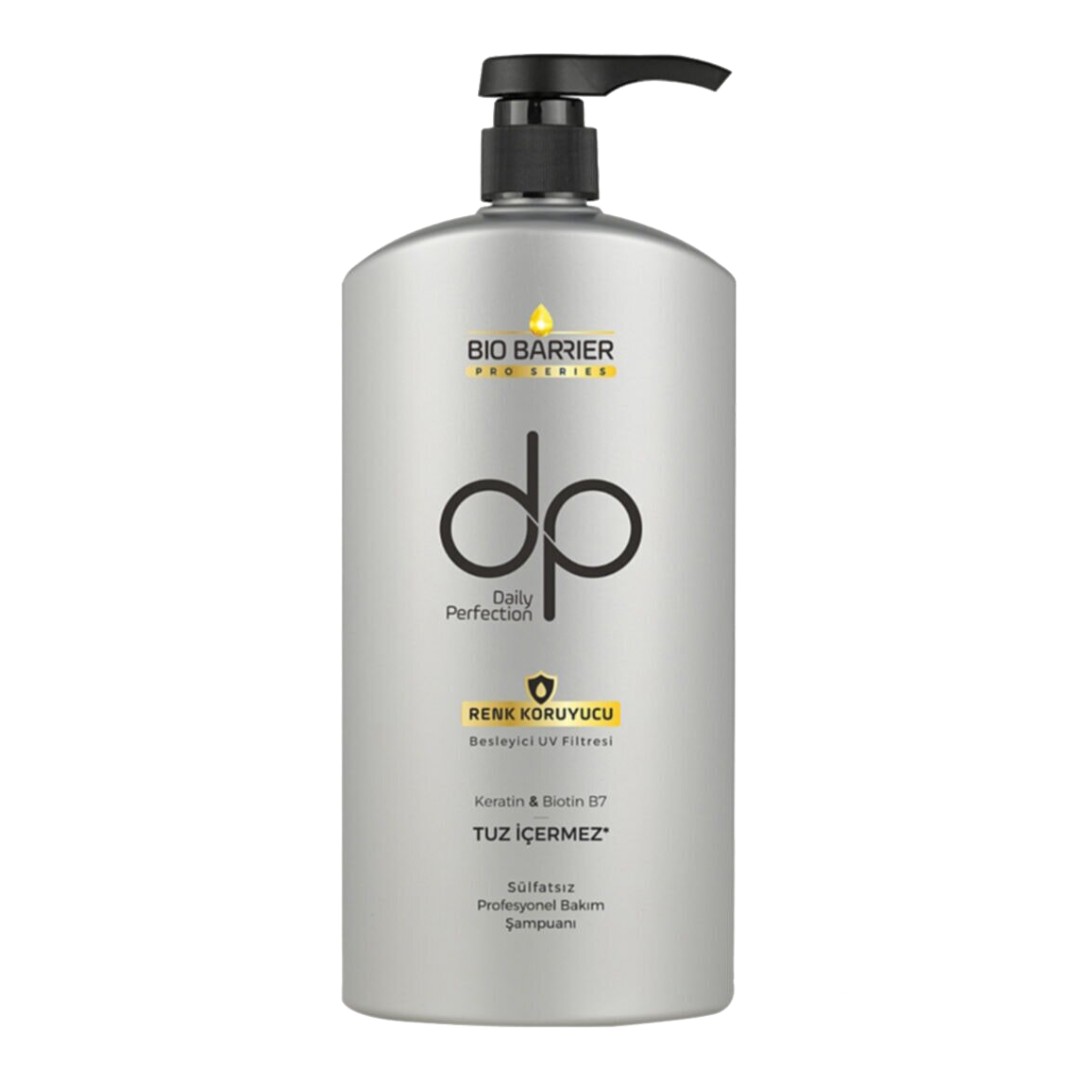 BIO BARRIER
PRO SERIES
dp
Daily
Perfection
RENK KORUYUCU
Besleyici UV Filtresi
Keratin & Biotin B7
TUZ İÇERMEZ*
Sülfatsız
Profesyonel Bakım
Şampuanı